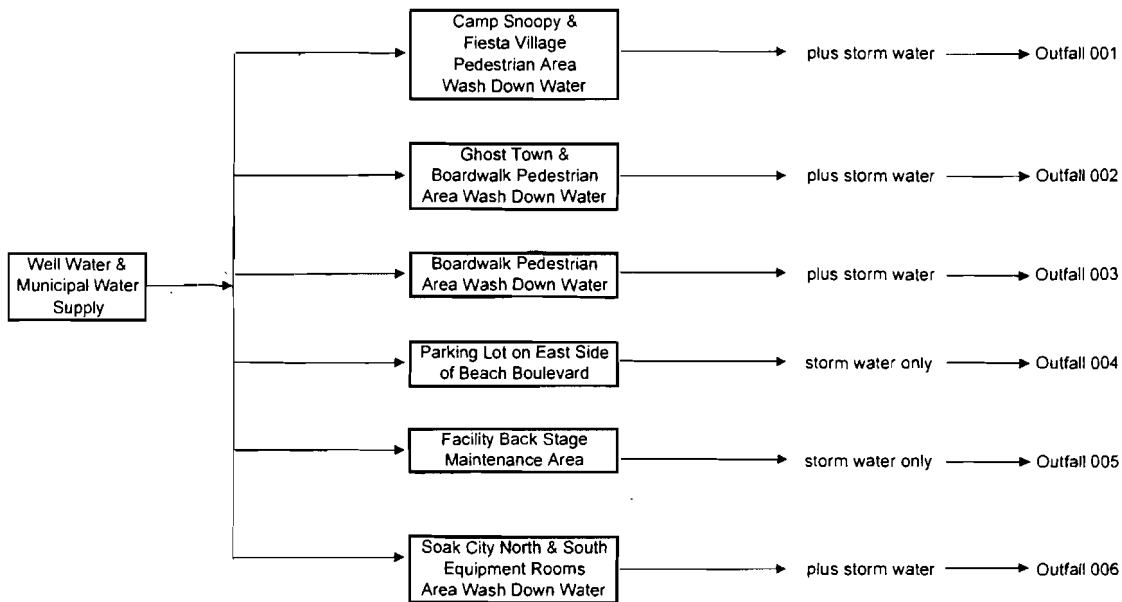 Camp Snoopy &
Fiesta Village
Pedestrian Area
Wash Down Water
plus storm water
Outfall 001
Ghost Town &
Boardwalk Pedestrian
Area Wash Down Water
plus storm water
Outfall 002
Well Water &
Municipal Water
Supply
Boardwalk Pedestrian
Area Wash Down Water
plus storm water
Outfall 003
Parking Lot on East Side
of Beach Boulevard
storm water only
Outfall 004
Facility Back Stage
Maintenance Area
storm water only
Outfall 005
Soak City North & South
Equipment Rooms
Area Wash Down Water
plus storm water
Outfall 006